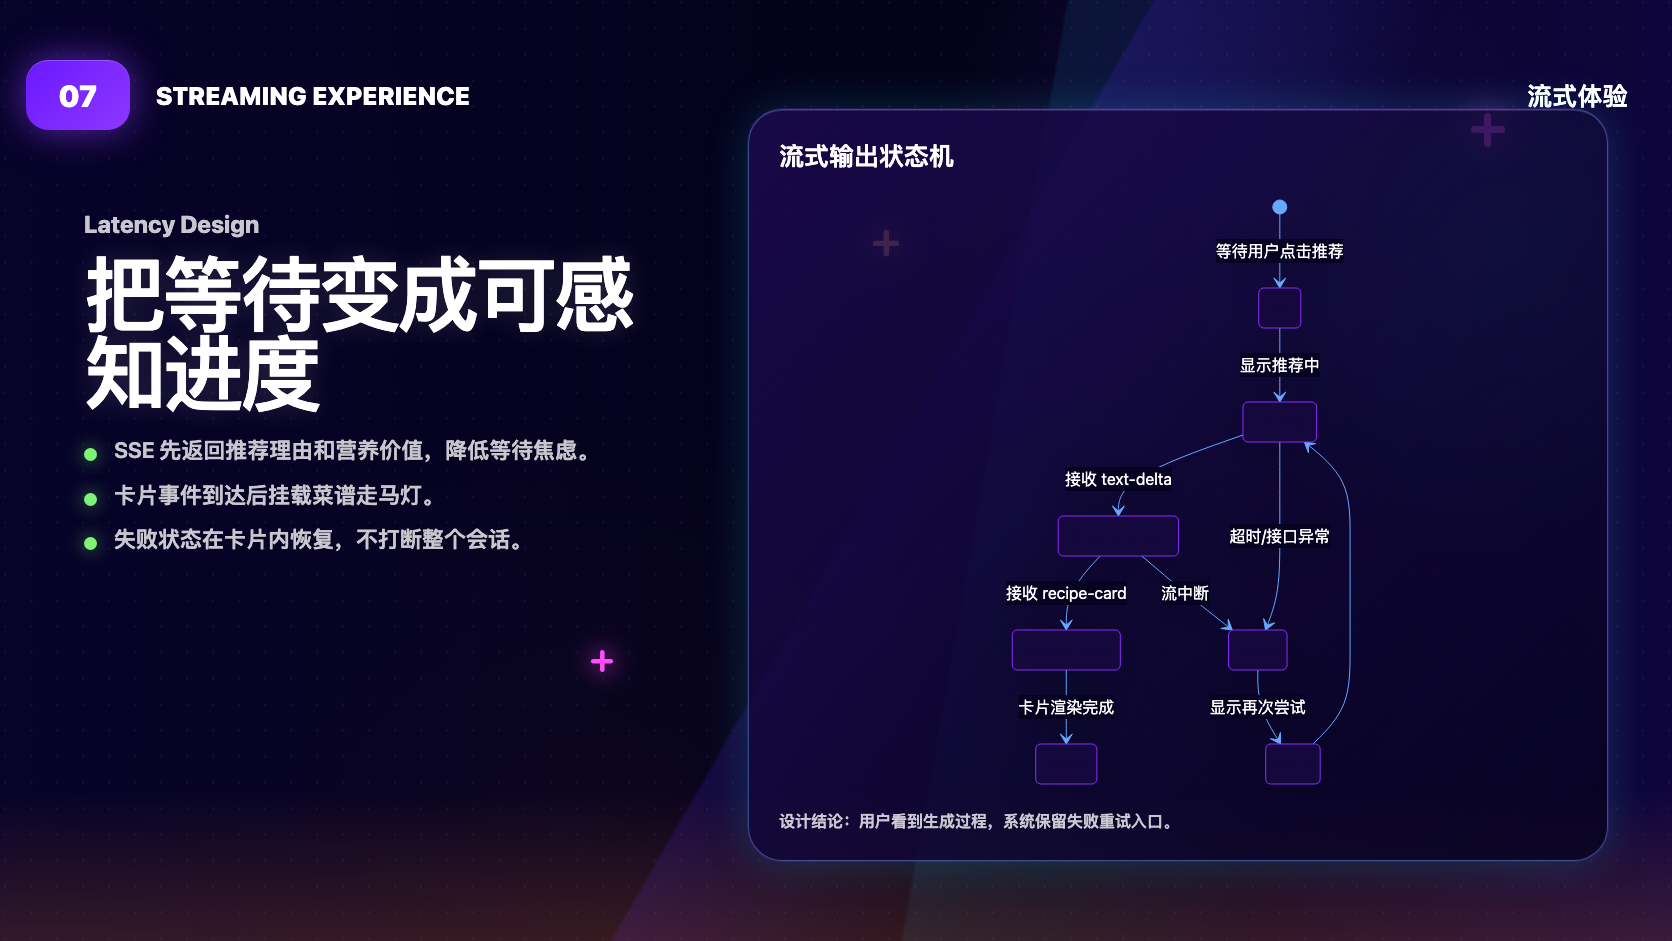 07
STREAMING EXPERIENCE
流式体验
Latency Design
把等待变成可感
知进度
SSE 先返回推荐理由和营养价值，降低等待焦虑。
卡片事件到达后挂载菜谱走马灯。
失败状态在卡片内恢复，不打断整个会话。
流式输出状态机
等待用户点击推荐
显示推荐中
接收 text-delta
超时/接口异常
接收 recipe-card
流中断
卡片渲染完成
显示再次尝试
设计结论：用户看到生成过程，系统保留失败重试入口。